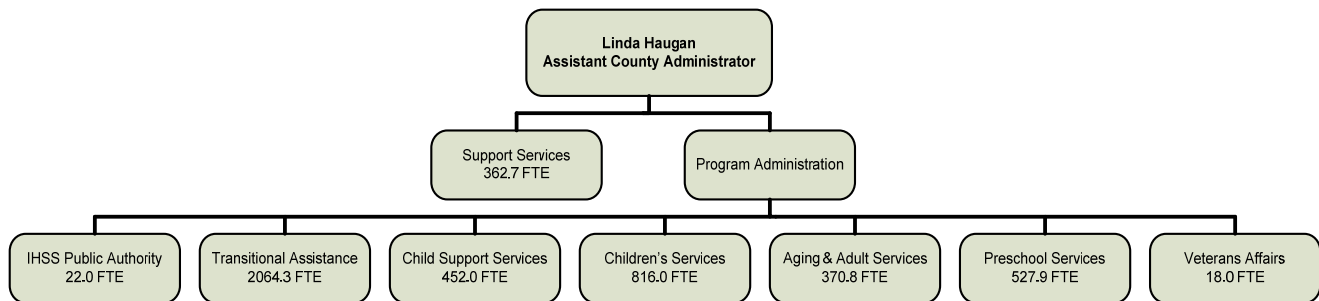 Linda Haugan
Assistant County Administrator
Support Services
362.7 FTE
Program Administration
IHSS Public Authority
22.0 FTE
Transitional Assistance
2064.3 FTE
Child Support Services
452.0 FTE
Children's Services
816.0 FTE
Aging & Adult Services
370.8 FTE
Preschool Services
527.9 FTE
Veterans Affairs
18.0 FTE